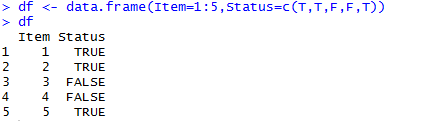 > df <- data.frame(Item=1:5,Status=c(T,T,F,F,T))
> df
  Item Status
1    1   TRUE
2    2   TRUE
3    3  FALSE
4    4  FALSE
5    5   TRUE